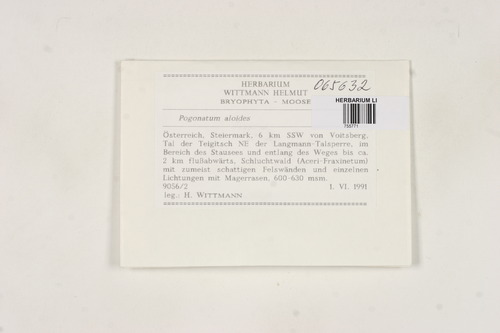 HERBARIUM
WITTMANN HELMUT
BRYOPHYTA - MOOSE
065632
HERBARIUM LI
755771
Pogonatum aloides
Österreich, Steiermark, 6 km SSW von Voitsberg,
Tal der Teigitsch NE der Langmann-Talsperre, im
Bereich des Stausees und entlang des Weges bis ca.
2 km flußabwärts, Schluchtwald (Aceri-Fraxinetum)
mit zumeist schattigen Felswänden und einzelnen
Lichtungen mit Magerrasen, 600-630 msm.
9056/2 1. VI. 1991
leg.: H. WITTMANN